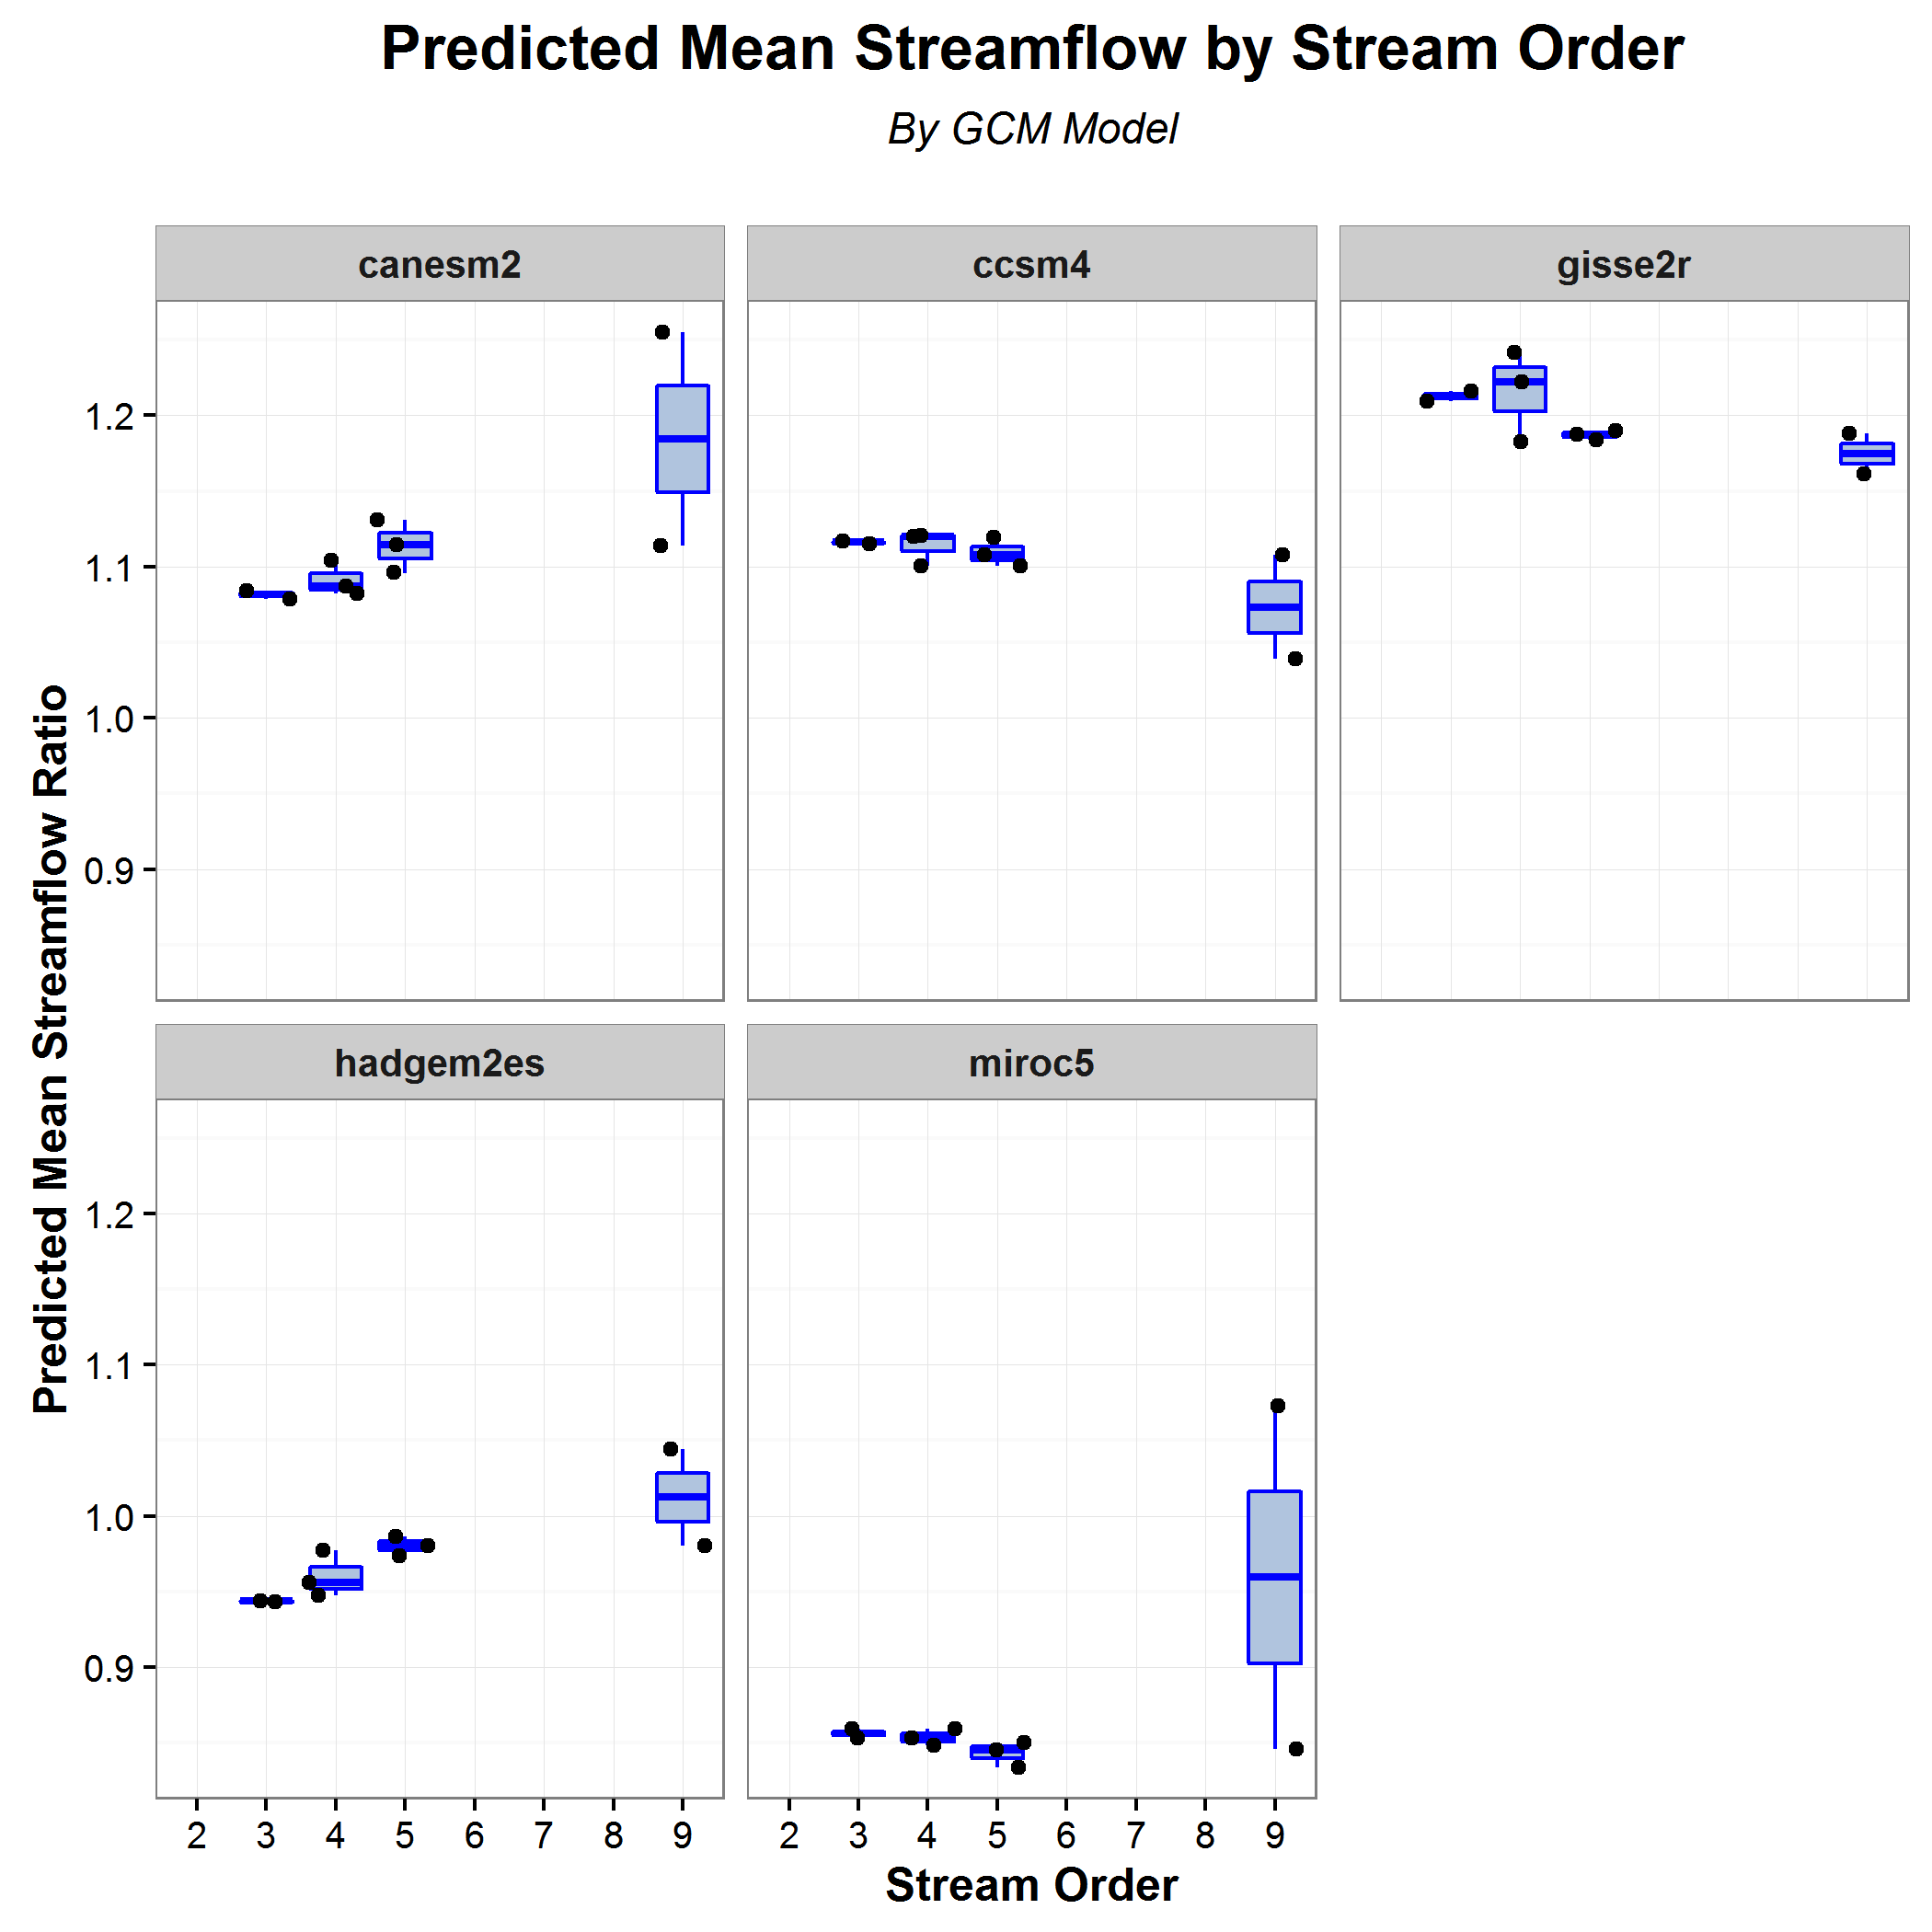 Predicted Mean Streamflow by Stream Order
By GCM Model
canesm2
ccsm4
gisse2r
1.2
1.1
1.0
0.9
Predicted Mean Streamflow Ratio
hadgem2es
miroc5
1.2
1.1
1.0
0.9
2 3 4 5 6 7 8 9
2 3 4 5 6 7 8 9
Stream Order